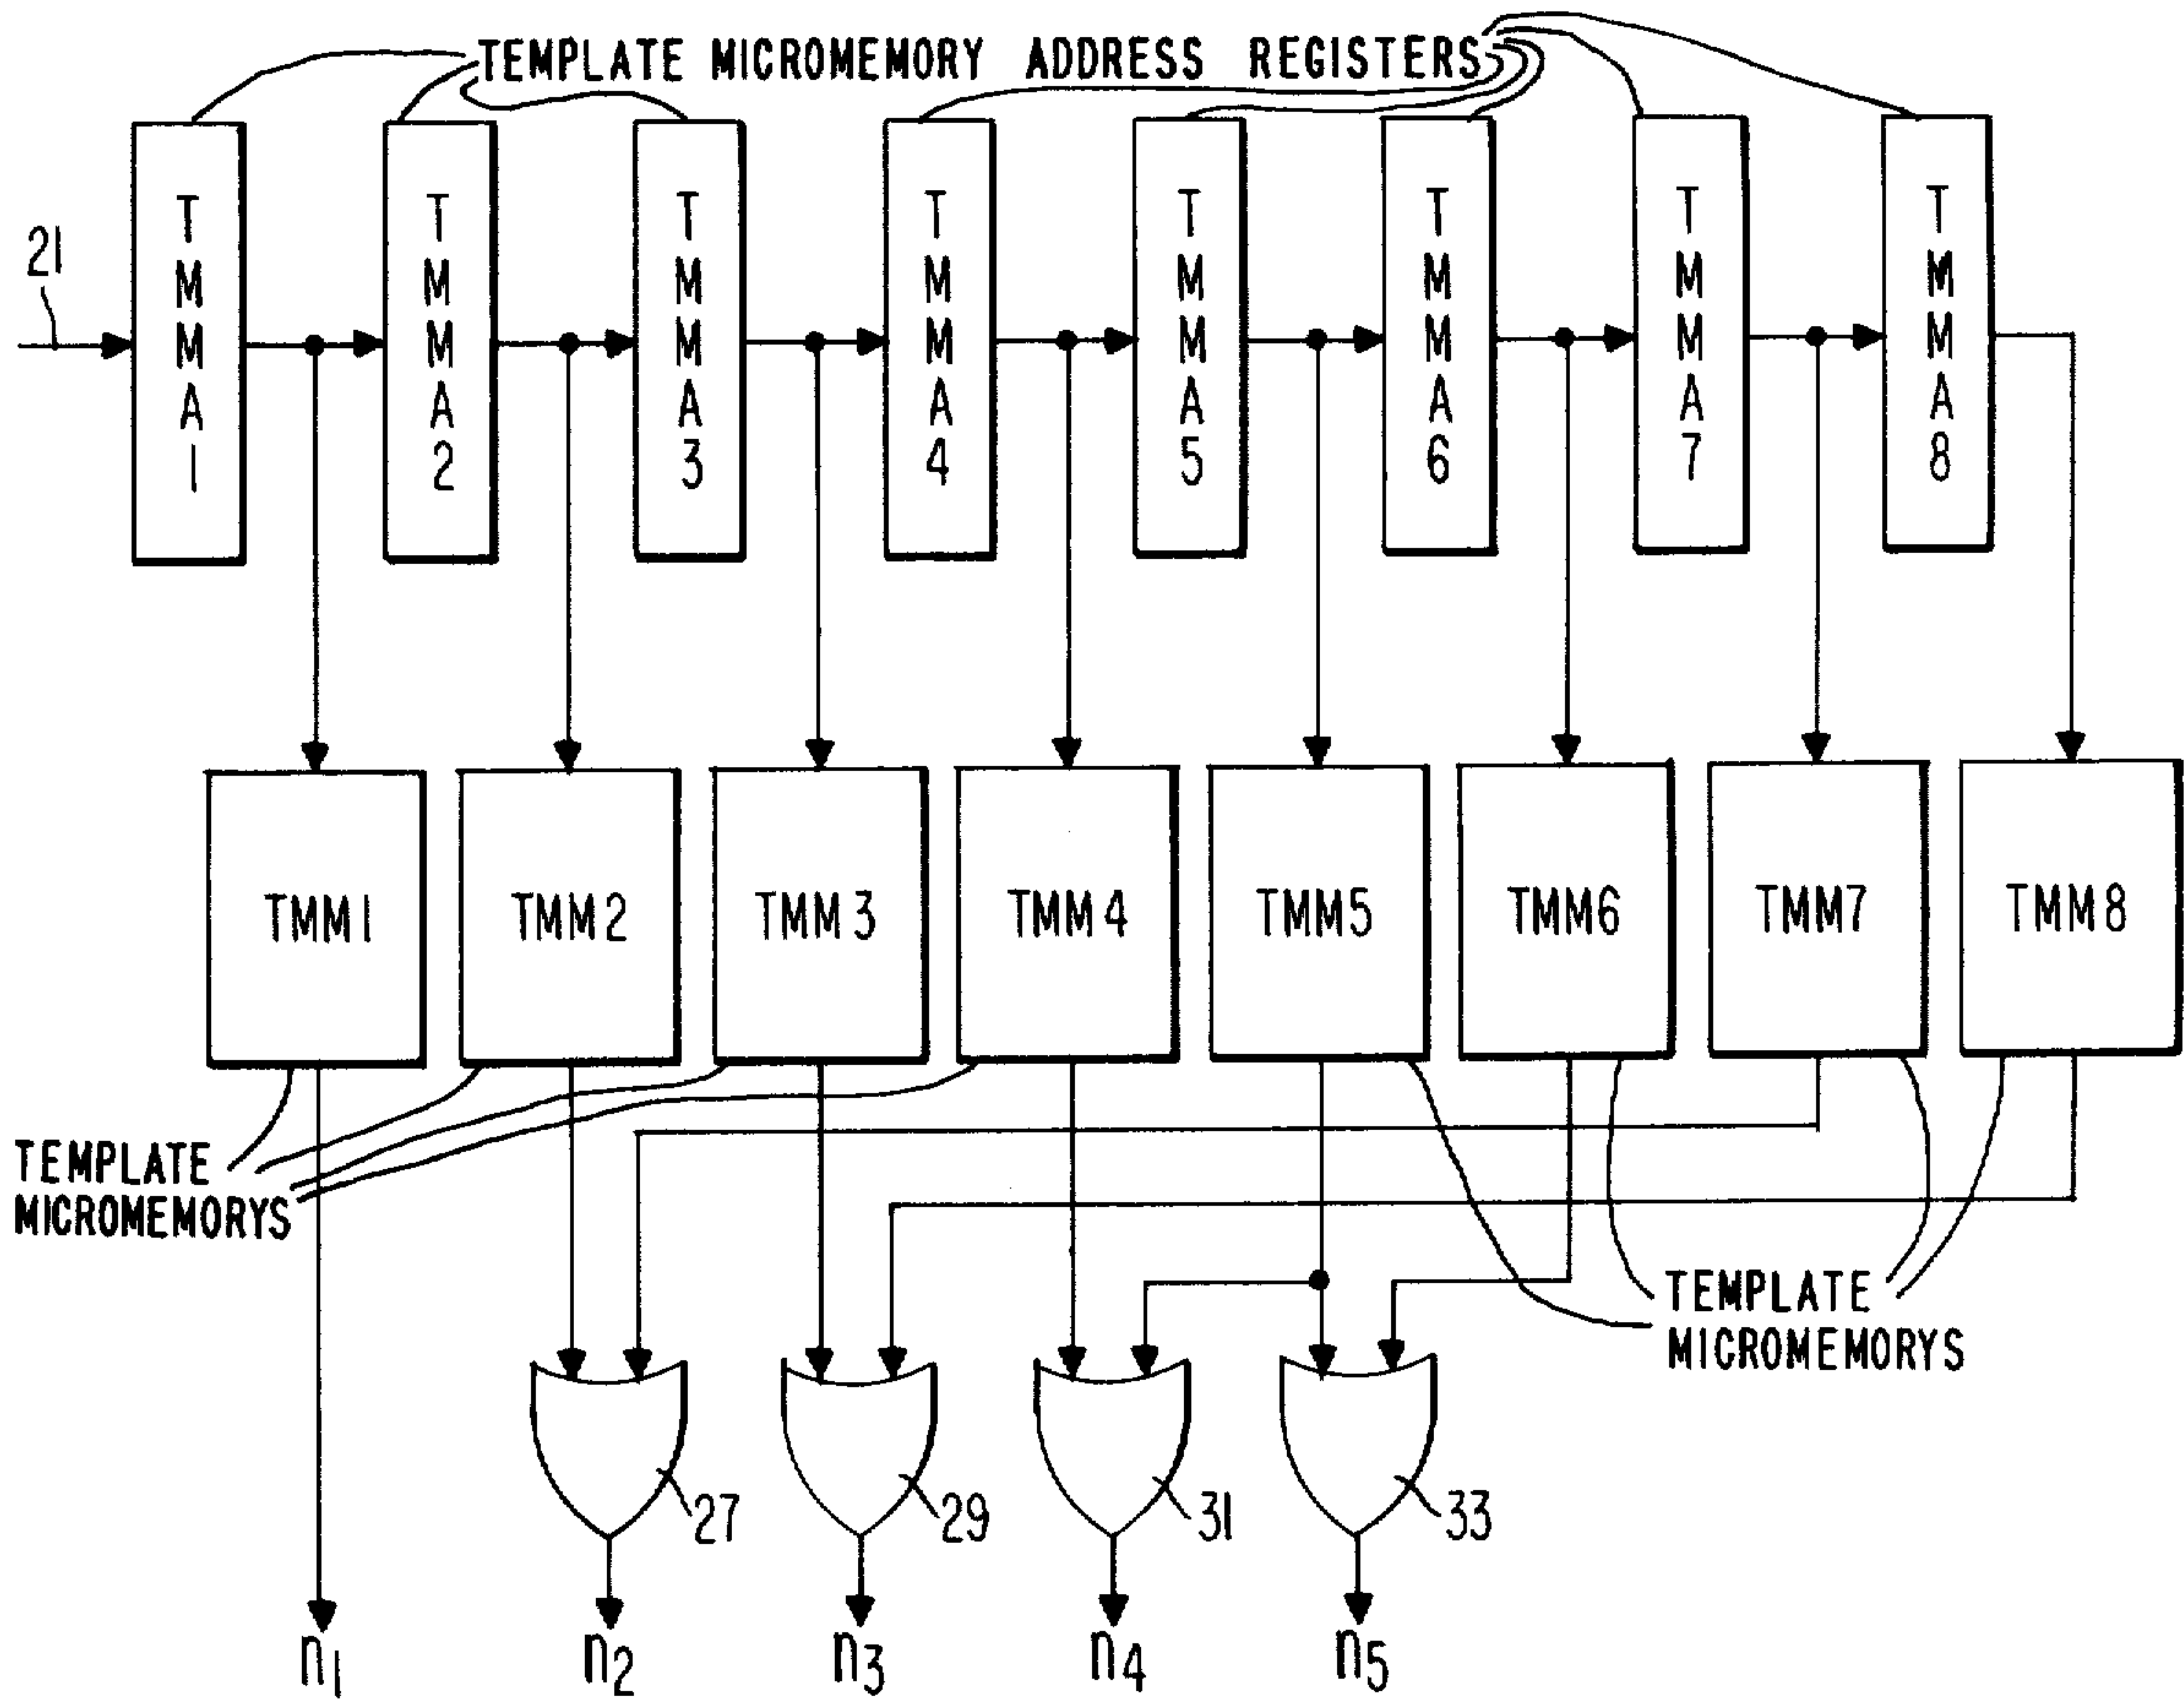 TEMPLATE MICROMEMORY ADDRESS REGISTERS
21
TMMA1
TMMA2
TMMA3
TMMA4
TMMA5
TMMA6
TMMA7
TMMA8
TMM1
TMM2
TMM3
TMM4
TMM5
TMM6
TMM7
TMM8
TEMPLATE
MICROMEMORYS
TEMPLATE
MICROMEMORYS
27
29
31
33
n1
n2
n3
n4
n5